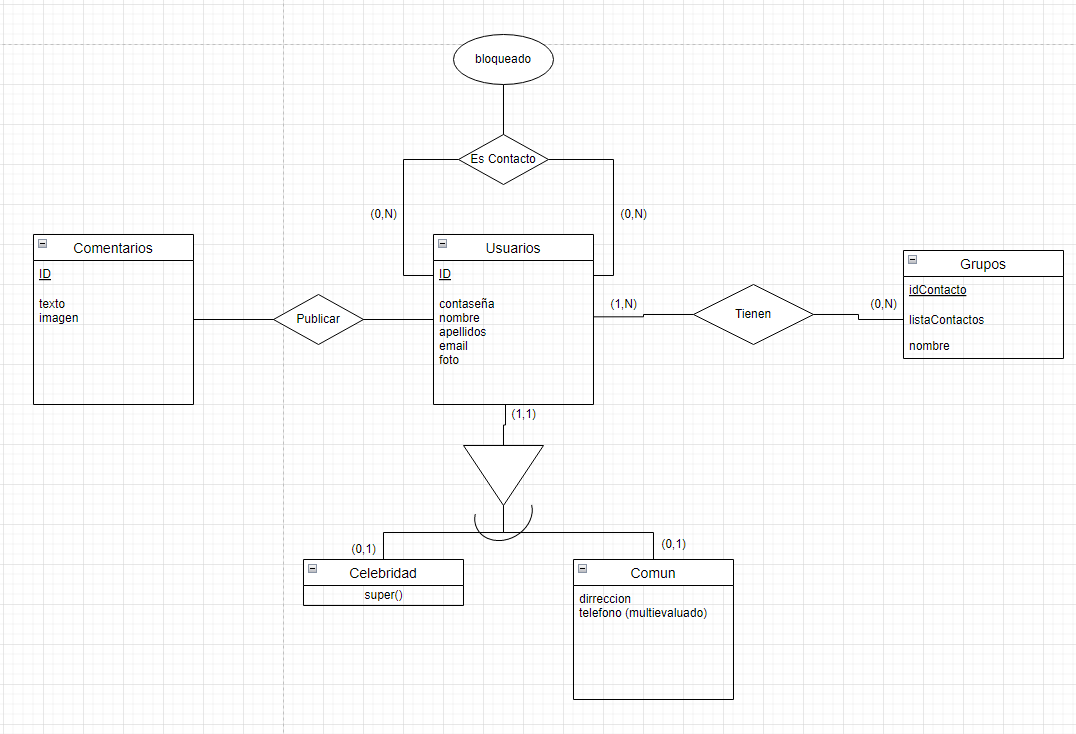 bloqueado
Es Contacto
(0,N)
(0,N)
Comentarios
ID
texto
imagen
Publicar
Usuarios
ID
contaseña
nombre
apellidos
email
foto
(1,N)
Tienen
(0,N)
Grupos
idContacto
listaContactos
nombre
(1,1)
(0,1)
(0,1)
Celebridad
super()
Comun
dirreccion
telefono (multievaluado)